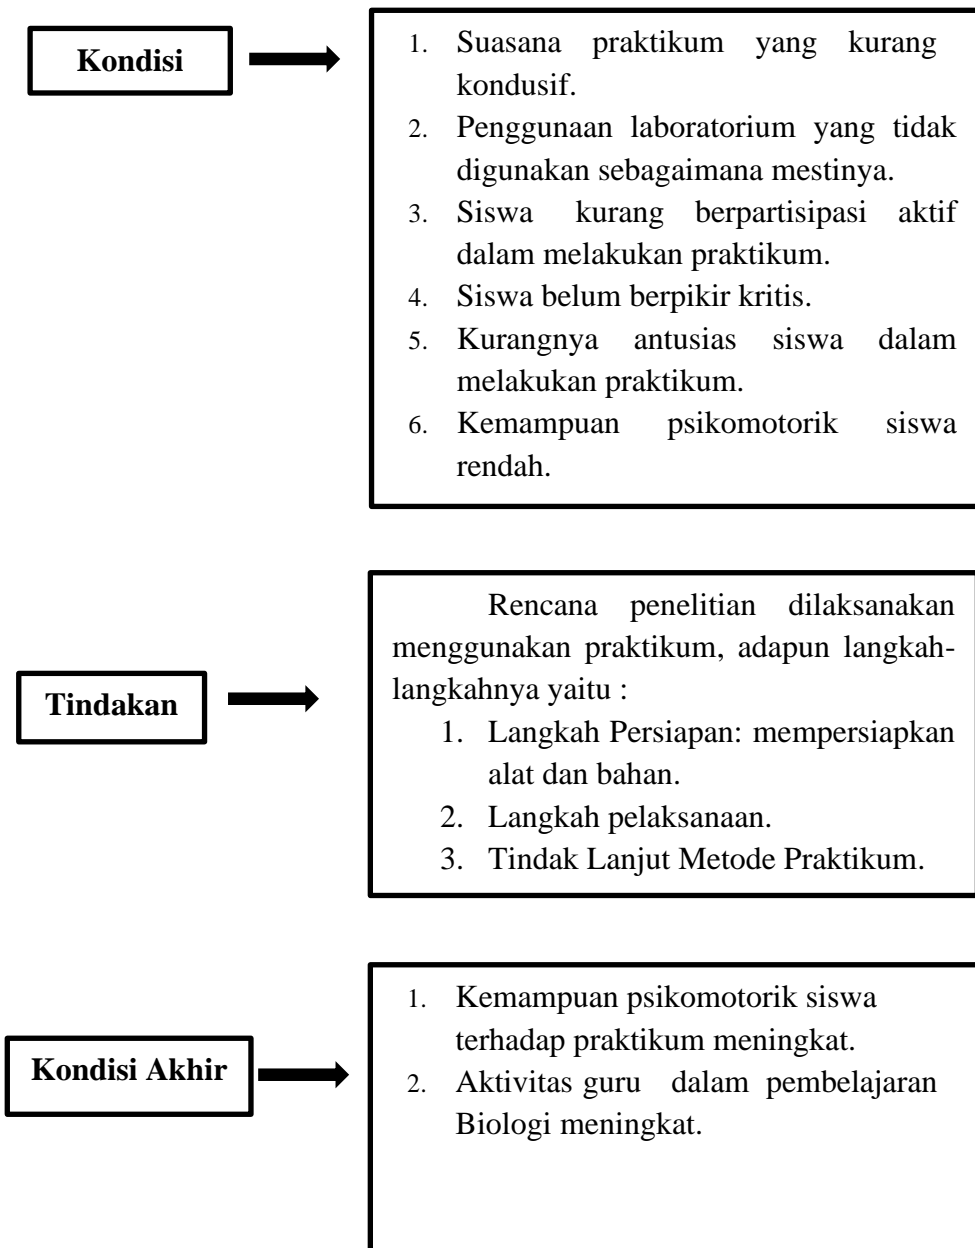 Kondisi
1. Suasana praktikum yang kurang
kondusif.
2. Penggunaan laboratorium yang tidak
digunakan sebagaimana mestinya.
3. Siswa kurang berpartisipasi aktif
dalam melakukan praktikum.
4. Siswa belum berpikir kritis.
5. Kurangnya antusias siswa dalam
melakukan praktikum.
6. Kemampuan psikomotorik siswa
rendah.
Tindakan
Rencana penelitian dilaksanakan
menggunakan praktikum, adapun langkah-
langkahnya yaitu :
1. Langkah Persiapan: mempersiapkan
alat dan bahan.
2. Langkah pelaksanaan.
3. Tindak Lanjut Metode Praktikum.
Kondisi Akhir
1. Kemampuan psikomotorik siswa
terhadap praktikum meningkat.
2. Aktivitas guru dalam pembelajaran
Biologi meningkat.